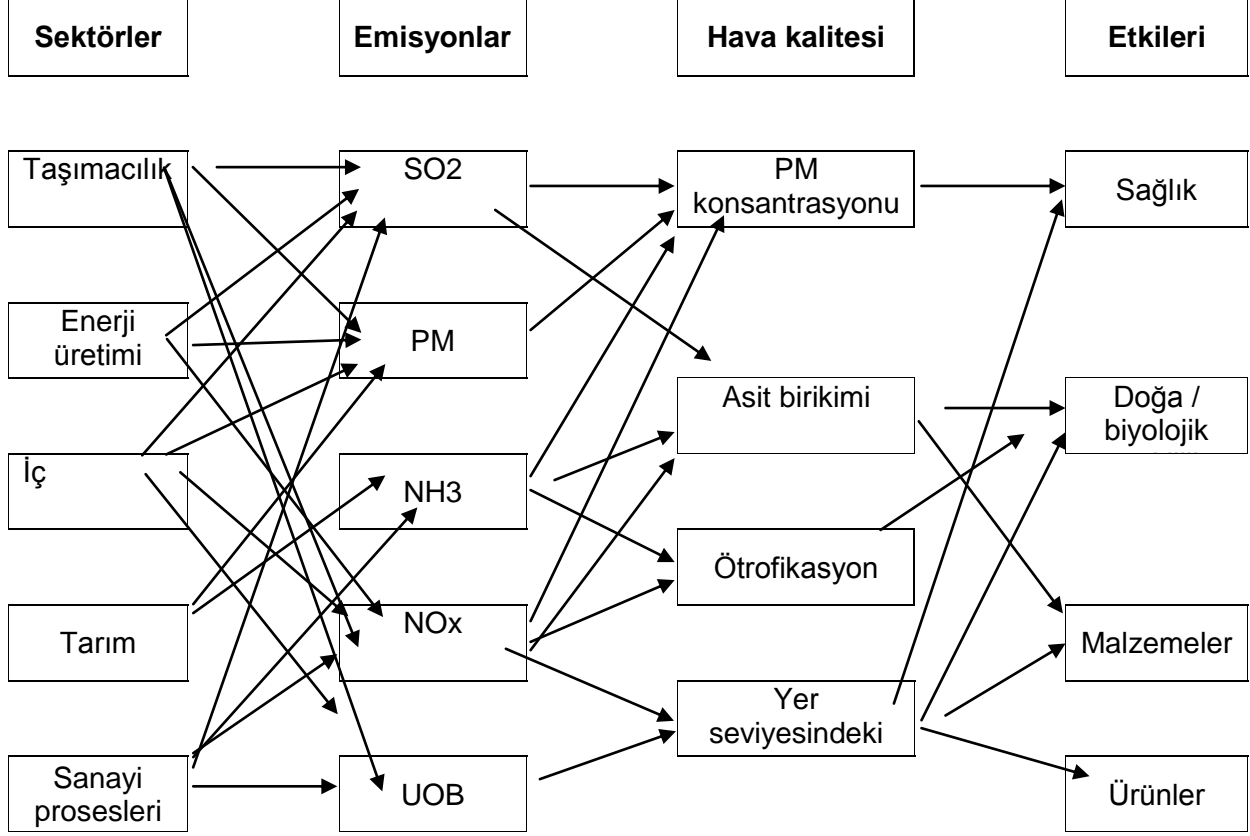 Sektörler
Emisyonlar
Hava kalitesi
Etkileri
Taşımacılık
SO2
PM
konsantrasyonu
Sağlık
Enerji
üretimi
PM
Asit birikimi
Doğa /
biyolojik
İç
NH3
Ötrofikasyon
Tarım
NOx
Malzemeler
Yer
seviyesindeki
Sanayi
prosesleri
UOB
Ürünler